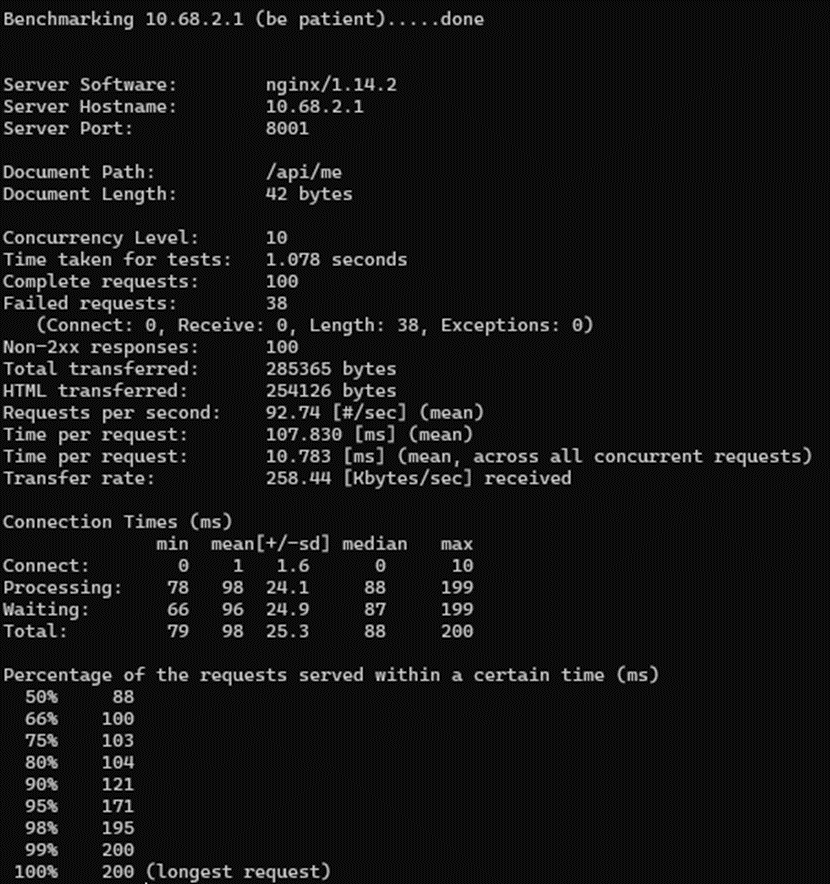 Benchmarking 10.68.2.1 (be patient).....done
Server Software: nginx/1.14.2
Server Hostname: 10.68.2.1
Server Port: 8001
Document Path: /api/me
Document Length: 42 bytes
Concurrency Level: 10
Time taken for tests: 1.078 seconds
Complete requests: 100
Failed requests: 38
(Connect: 0, Receive: 0, Length: 38, Exceptions: 0)
Non-2xx responses: 100
Total transferred: 285365 bytes
HTML transferred: 254126 bytes
Requests per second: 92.74 [#/sec] (mean)
Time per request: 107.830 [ms] (mean)
Time per request: 10.783 [ms] (mean, across all concurrent requests)
Transfer rate: 258.44 [Kbytes/sec] received
Connection Times (ms)
min mean[+/-sd] median max
Connect: 0 1 1.6 0 10
Processing: 78 98 24.1 88 199
Waiting: 66 96 24.9 87 199
Total: 79 98 25.3 88 200
Percentage of the requests served within a certain time (ms)
50% 88
66% 100
75% 103
80% 104
90% 121
95% 171
98% 195
99% 200
100% 200 (longest request)